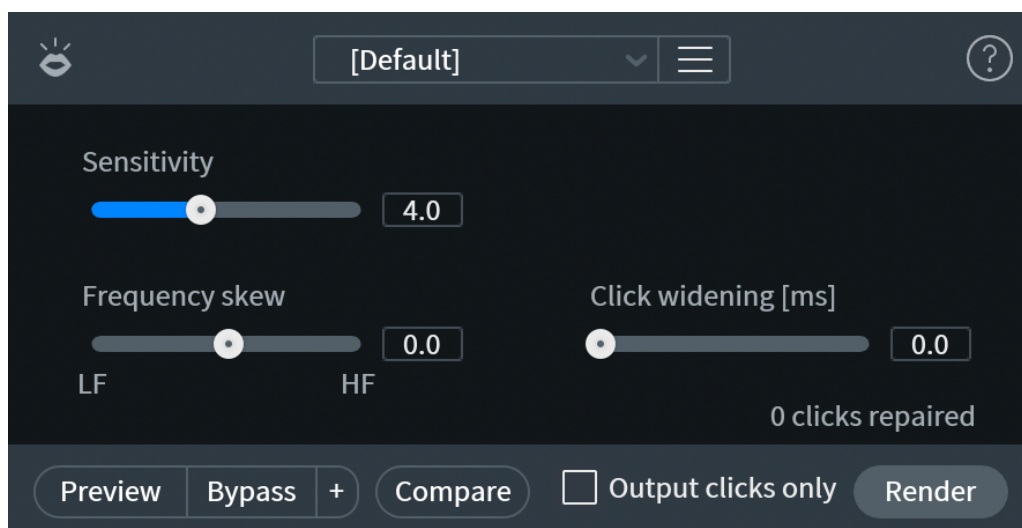 [Default]
?
Sensitivity
4.0
Frequency skew
0.0
LF HF
Click widening [ms]
0.0
0 clicks repaired
Preview Bypass + Compare Output clicks only Render